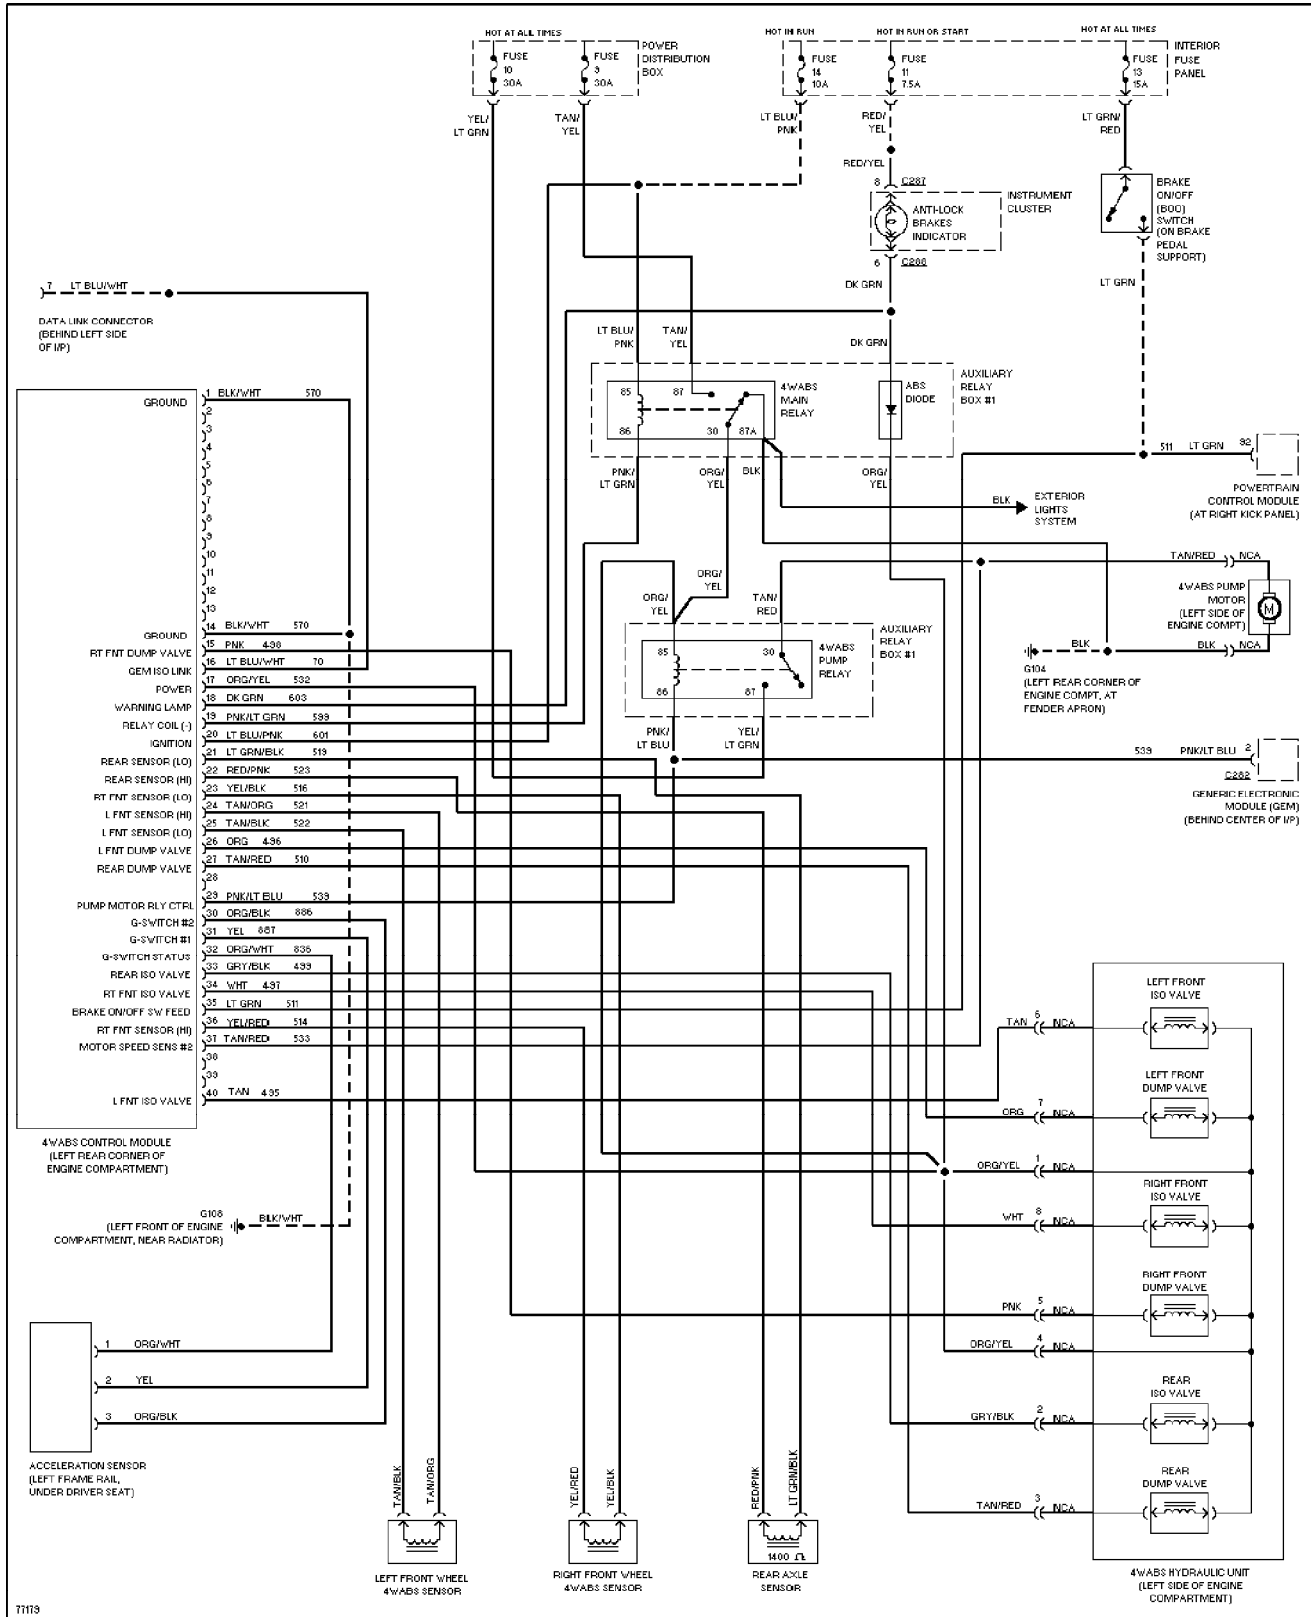 HOT AT ALL TIMES
HOT IN RUN
HOT IN RUN OR START
HOT AT ALL TIMES
FUSE
10
30A
FUSE
9
30A
POWER
DISTRIBUTION
BOX
FUSE
14
10A
FUSE
11
7.5A
FUSE
13
15A
INTERIOR
FUSE
PANEL
YEL/
LT GRN
TAN/
YEL
LT BLU/
PNK
RED/
YEL
LT GRN/
RED
RED/YEL
8 C287
INSTRUMENT
CLUSTER
ANTI-LOCK
BRAKES
INDICATOR
6 C288
DK GRN
BRAKE
ON/OFF
(BOO)
SWITCH
(ON BRAKE
PEDAL
SUPPORT)
LT GRN
7 LT BLU/WHT
DATA LINK CONNECTOR
(BEHIND LEFT SIDE
OF I/P)
LT BLU/
PNK
TAN/
YEL
DK GRN
85 87
86 30 87A
4WABS
MAIN
RELAY
ABS
DIODE
AUXILIARY
RELAY
BOX #1
PNK/
LT GRN
ORG/
YEL
BLK
ORG/
YEL
511 LT GRN 92
POWERTRAIN
CONTROL MODULE
(AT RIGHT KICK PANEL)
BLK
EXTERIOR
LIGHTS
SYSTEM
ORG/
YEL
ORG/
YEL
TAN/
RED
TAN/RED NCA
4WABS PUMP
MOTOR
(LEFT SIDE OF
ENGINE COMPT)
M
BLK NCA
BLK
G104
(LEFT REAR CORNER OF
ENGINE COMPT, AT
FENDER APRON)
85 30
86 87
4WABS
PUMP
RELAY
AUXILIARY
RELAY
BOX #1
PNK/
LT BLU
YEL/
LT GRN
539 PNK/LT BLU 2
C282
GENERIC ELECTRONIC
MODULE (GEM)
(BEHIND CENTER OF I/P)
GROUND 1 BLK/WHT 570
2
3
4
5
6
7
8
9
10
11
12
13
GROUND 14 BLK/WHT 570
RT FNT DUMP VALVE 15 PNK 498
GEM ISO LINK 16 LT BLU/WHT 70
POWER 17 ORG/YEL 532
WARNING LAMP 18 DK GRN 603
RELAY COIL (-) 19 PNK/LT GRN 599
IGNITION 20 LT BLU/PNK 601
REAR SENSOR (LO) 21 LT GRN/BLK 519
REAR SENSOR (HI) 22 RED/PNK 523
RT FNT SENSOR (LO) 23 YEL/BLK 516
L FNT SENSOR (HI) 24 TAN/ORG 521
L FNT SENSOR (LO) 25 TAN/BLK 522
L FNT DUMP VALVE 26 ORG 496
REAR DUMP VALVE 27 TAN/RED 510
28
PUMP MOTOR RLY CTRL 29 PNK/LT BLU 539
G-SWITCH #2 30 ORG/BLK 886
G-SWITCH #1 31 YEL 887
G-SWITCH STATUS 32 ORG/WHT 836
REAR ISO VALVE 33 GRY/BLK 499
RT FNT ISO VALVE 34 WHT 497
BRAKE ON/OFF SW FEED 35 LT GRN 511
RT FNT SENSOR (HI) 36 YEL/RED 514
MOTOR SPEED SENS #2 37 TAN/RED 533
38
39
L FNT ISO VALVE 40 TAN 495
4WABS CONTROL MODULE
(LEFT REAR CORNER OF
ENGINE COMPARTMENT)
G108
(LEFT FRONT OF ENGINE
COMPARTMENT, NEAR RADIATOR)
BLK/WHT
1 ORG/WHT
2 YEL
3 ORG/BLK
ACCELERATION SENSOR
(LEFT FRAME RAIL,
UNDER DRIVER SEAT)
TAN/BLK
TAN/ORG
LEFT FRONT WHEEL
4WABS SENSOR
YEL/RED
YEL/BLK
RIGHT FRONT WHEEL
4WABS SENSOR
RED/PNK
LT GRN/BLK
1400 Ω
REAR AXLE
SENSOR
LEFT FRONT
ISO VALVE
TAN 6 NCA
LEFT FRONT
DUMP VALVE
ORG 7 NCA
ORG/YEL 1 NCA
RIGHT FRONT
ISO VALVE
WHT 8 NCA
RIGHT FRONT
DUMP VALVE
PNK 5 NCA
ORG/YEL 4 NCA
REAR
ISO VALVE
GRY/BLK 2 NCA
REAR
DUMP VALVE
TAN/RED 3 NCA
4WABS HYDRAULIC UNIT
(LEFT SIDE OF ENGINE
COMPARTMENT)
77179